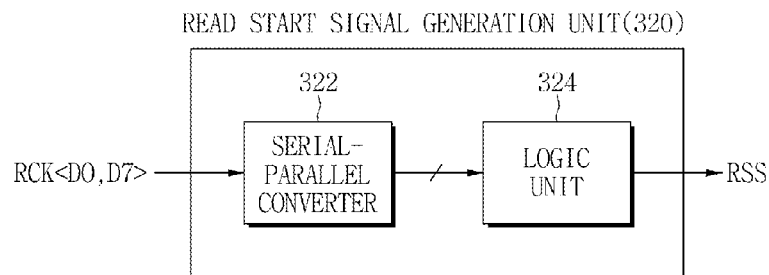 READ START SIGNAL GENERATION UNIT(320)
322
324
RCK<D0,D7>
SERIAL-
PARALLEL
CONVERTER
LOGIC
UNIT
RSS